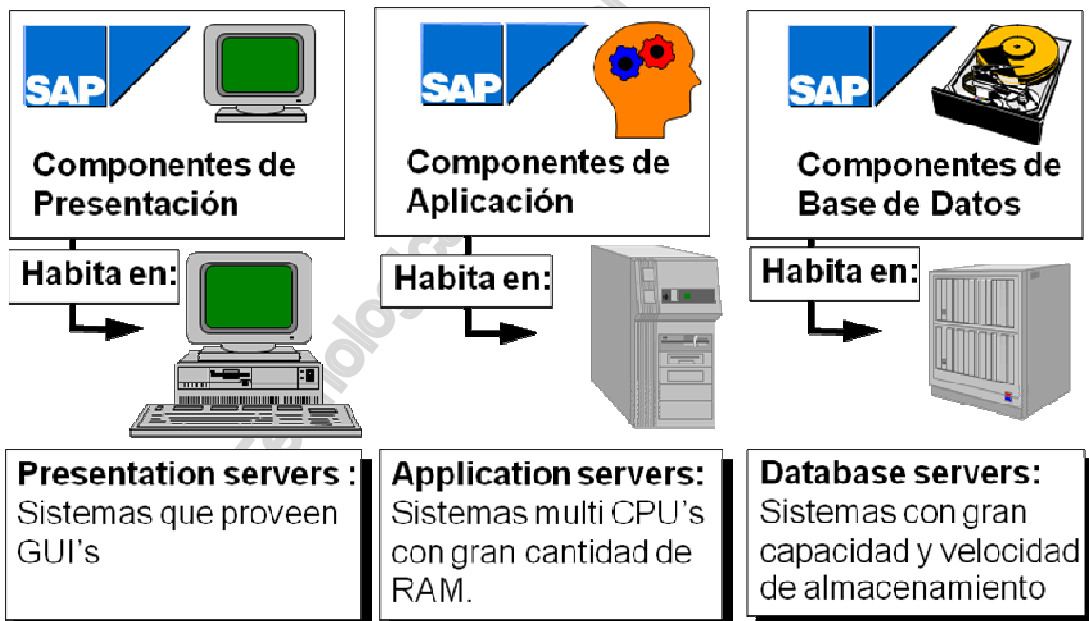 SAP
Componentes de
Presentación
Habita en:
Presentation servers :
Sistemas que proveen
GUI's
SAP
Componentes de
Aplicación
Habita en:
Application servers:
Sistemas multi CPU's
con gran cantidad de
RAM.
SAP
Componentes de
Base de Datos
Habita en:
Database servers:
Sistemas con gran
capacidad y velocidad
de almacenamiento